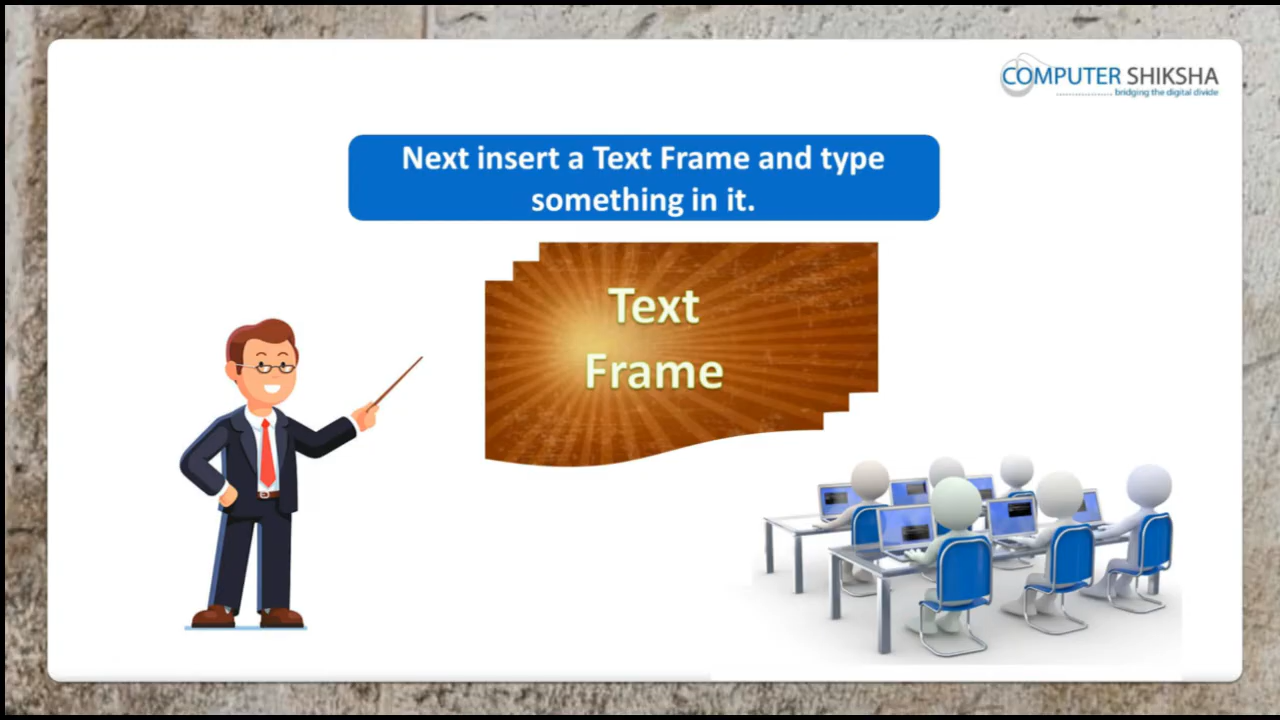 COMPUTER SHIKSHA
bridging the digital divide
Next insert a Text Frame and type
something in it.
Text
Frame